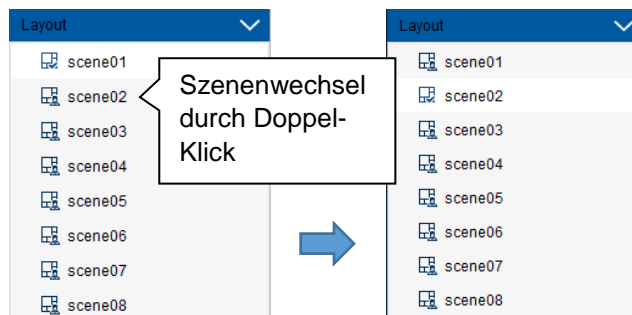 Layout
scene01
scene02
scene03
scene04
scene05
scene06
scene07
scene08
Szenenwechsel
durch Doppel-
Klick
Layout
scene01
scene02
scene03
scene04
scene05
scene06
scene07
scene08